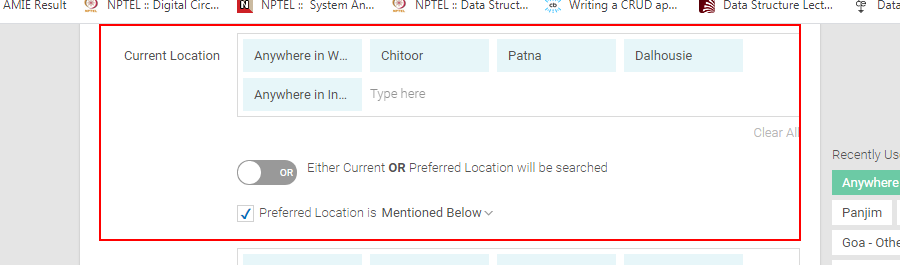 AMIE Result NPTEL :: Digital Circ... NPTEL :: System An... NPTEL :: Data Struct... Writing a CRUD ap... Data Structure Lect... Data
Current Location
Anywhere in W... Chitoor Patna Dalhousie
Anywhere in In... Type here
Clear All
OR Either Current OR Preferred Location will be searched
Preferred Location is Mentioned Below
Recently Us
Anywhere
Panjim
Goa - Othe